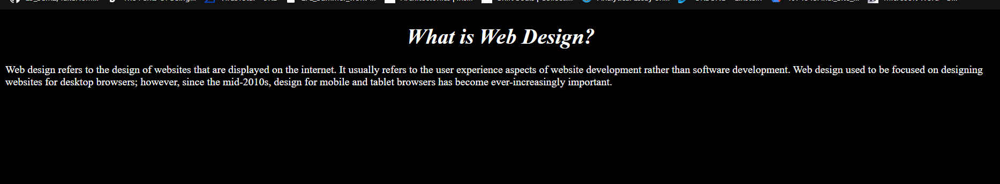 What is Web Design?
Web design refers to the design of websites that are displayed on the internet. It usually refers to the user experience aspects of website development rather than software development. Web design used to be focused on designing
websites for desktop browsers; however, since the mid-2010s, design for mobile and tablet browsers has become ever-increasingly important.